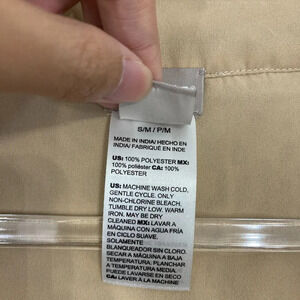 S/M / P/M
MADE IN INDIA/ HECHO EN
INDIA/ FABRIQUÉ EN INDE
US: 100% POLYESTER MX:
100% poliéster CA: 100%
POLYESTER
US: MACHINE WASH COLD,
GENTLE CYCLE. ONLY
NON-CHLORINE BLEACH,
TUMBLE DRY LOW. WARM
IRON, MAY BE DRY
CLEANED MX: LAVAR A
MÁQUINA CON AGUA FRÍA
EN CICLO SUAVE.
SOLAMENTE
BLANQUEADOR SIN CLORO.
SECAR A MÁQUINA A BAJA
TEMPERATURA. PLANCHAR
A TEMPERATURA MEDIA.
PUEDE LAVARSE EN SECO
CA: LAVER À LA MACHINE